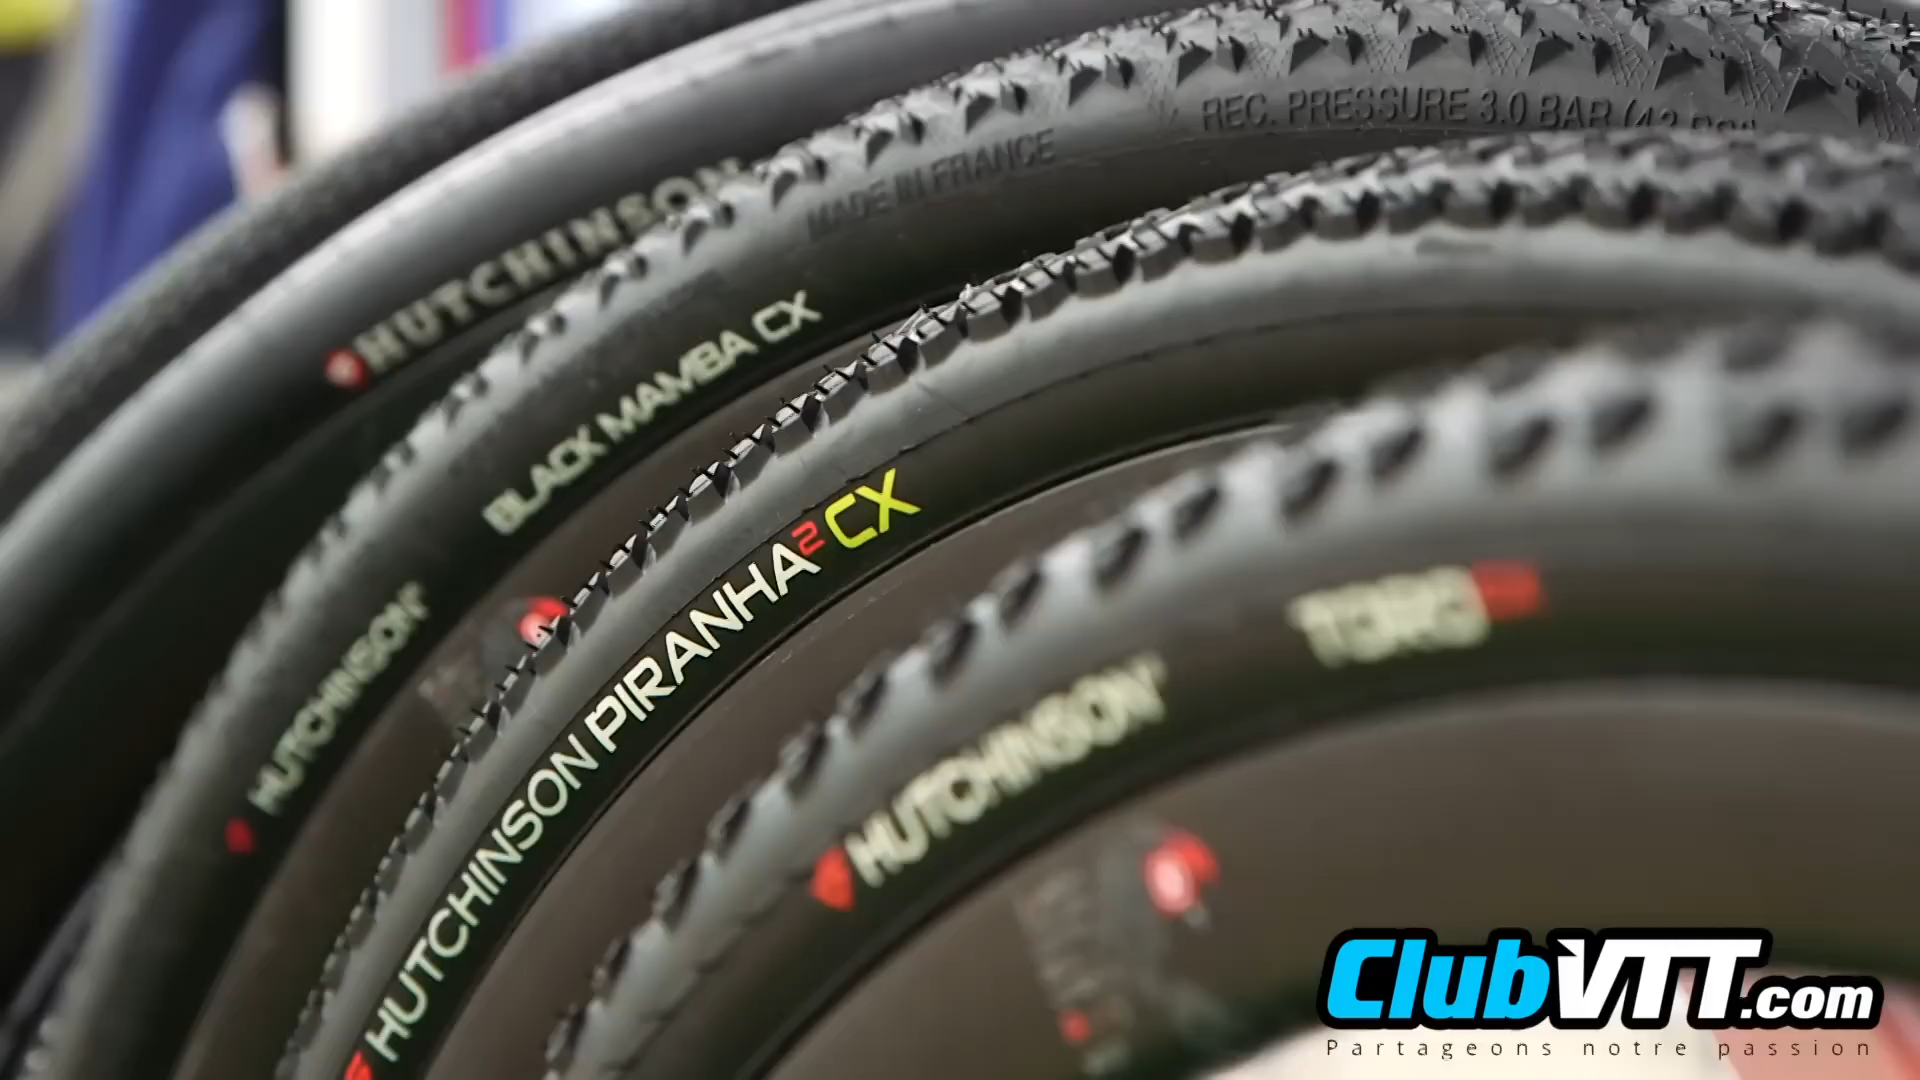 HUTCHINSON
REC. PRESSURE 3.0 BAR
MADE IN FRANCE
BLACK MAMBA CX
HUTCHINSON
HUTCHINSON PIRANHA2 CX
HUTCHINSON
TORO
ClubVTT.com
Partageons notre passion